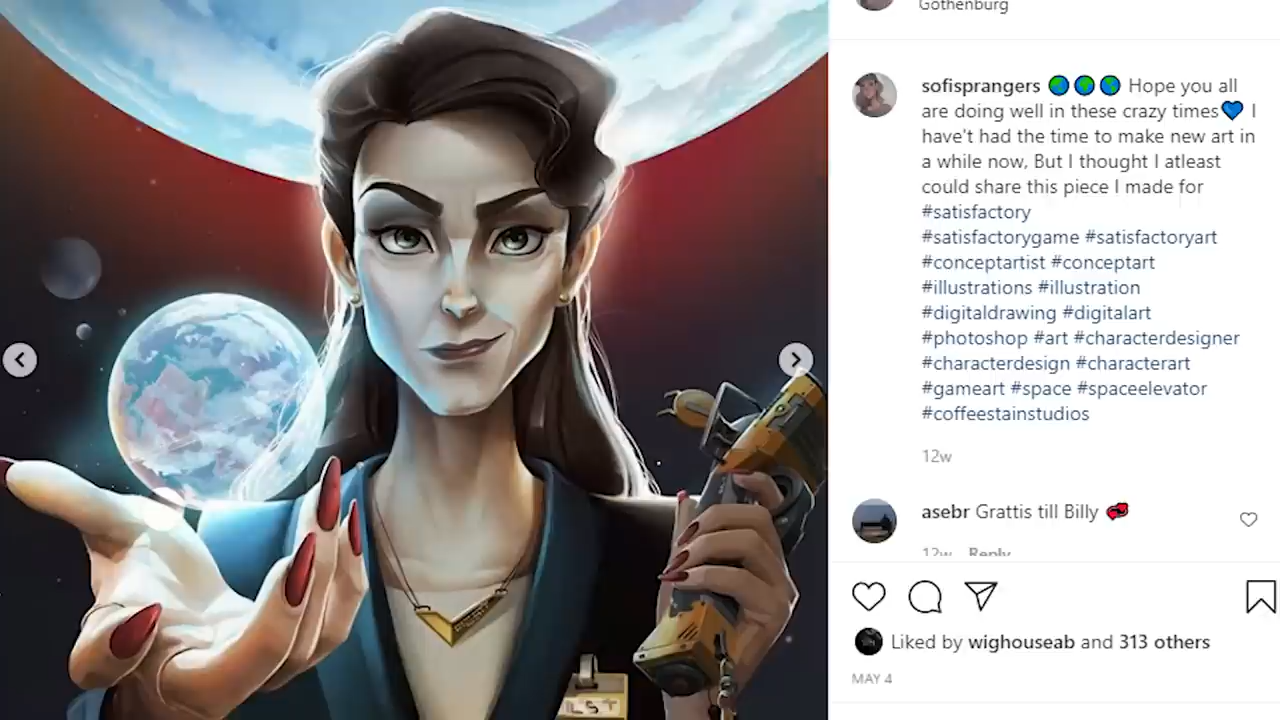 Gothenburg
sofisprangers 🌍🌍🌏 Hope you all
are doing well in these crazy times💙 I
have't had the time to make new art in
a while now, But I thought I atleast
could share this piece I made for
#satisfactory
#satisfactorygame #satisfactoryart
#conceptartist #conceptart
#illustrations #illustration
#digitaldrawing #digitalart
#photoshop #art #characterdesigner
#characterdesign #characterart
#gameart #space #spaceelevator
#coffeestainstudios
12w
asebr Grattis till Billy 💞
12w Reply
Liked by wighouseab and 313 others
MAY 4